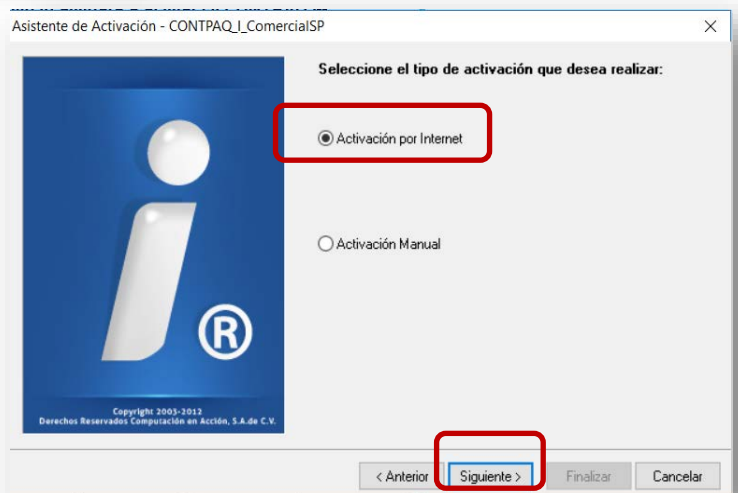 Asistente de Activación - CONTPAQ_I_ComercialSP
Seleccione el tipo de activación que desea realizar:
Activación por Internet
Activación Manual
i®
Copyright 2003-2012
Derechos Reservados Computación en Acción, S.A.de C.V.
< Anterior Siguiente > Finalizar Cancelar